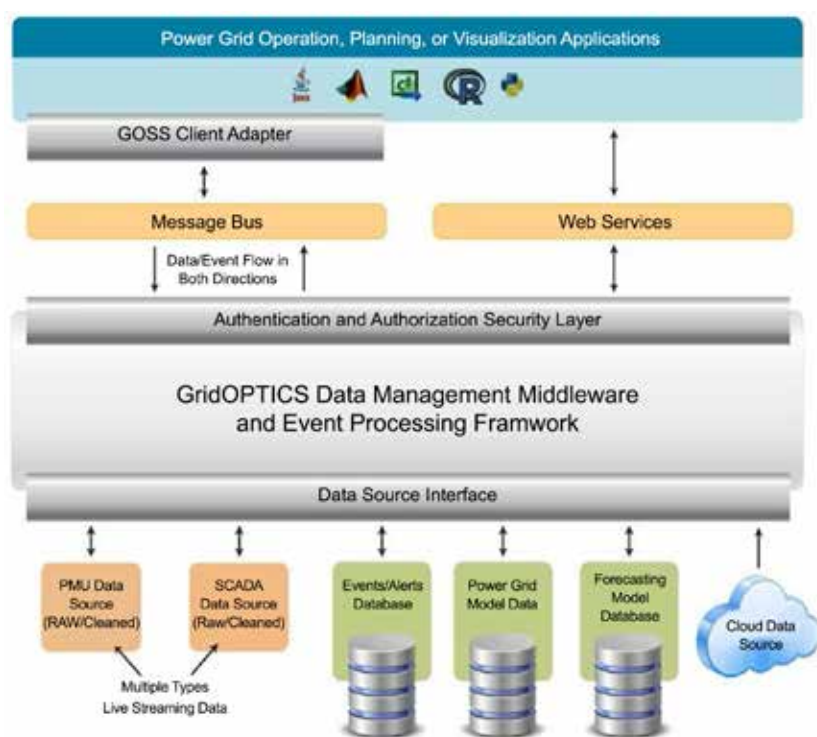 Power Grid Operation, Planning, or Visualization Applications
Java
R
GOSS Client Adapter
Message Bus
Web Services
Data/Event Flow in
Both Directions
Authentication and Authorization Security Layer
GridOPTICS Data Management Middleware
and Event Processing Framwork
Data Source Interface
PMU Data
Source
(RAW/Cleaned)
SCADA
Data Source
(Raw/Cleaned)
Events/Alerts
Database
Power Grid
Model Data
Forecasting
Model
Database
Cloud Data
Source
Multiple Types
Live Streaming Data